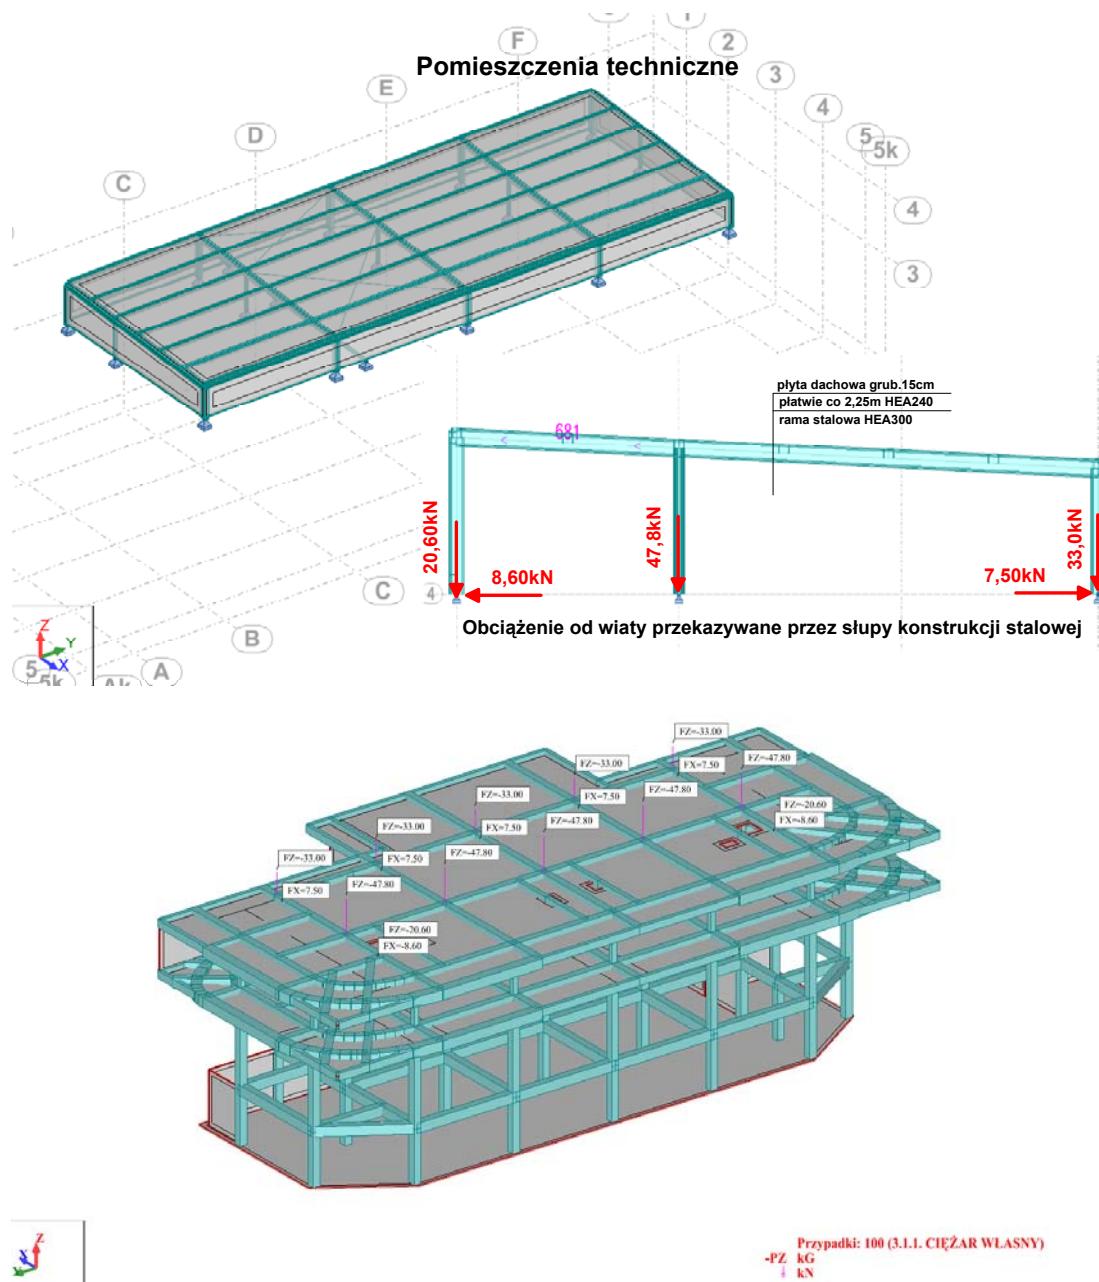 F
1
2
Pomieszczenia techniczne
3
E
4
D
5
5k
C
4
3
płyta dachowa grub.15cm
płatwie co 2,25m HEA240
rama stalowa HEA300
681
20,60kN
47,8kN
33,0kN
8,60kN
7,50kN
C
4
Obciążenie od wiaty przekazywane przez słupy konstrukcji stalowej
B
Z
Y
X
A
5
5k
Ak
FZ=-33.00
FZ=-33.00
FZ=-47.80
FX=7.50
FZ=-33.00
FX=7.50
FZ=-47.80
FZ=-20.60
FX=-8.60
FZ=-33.00
FX=7.50
FZ=-47.80
FZ=-33.00
FX=7.50
FZ=-47.80
FX=7.50
FZ=-47.80
FZ=-20.60
FX=-8.60
Z
X
Y
Przypadki: 100 (3.1.1. CIĘŻAR WŁASNY)
-PZ kG
kN